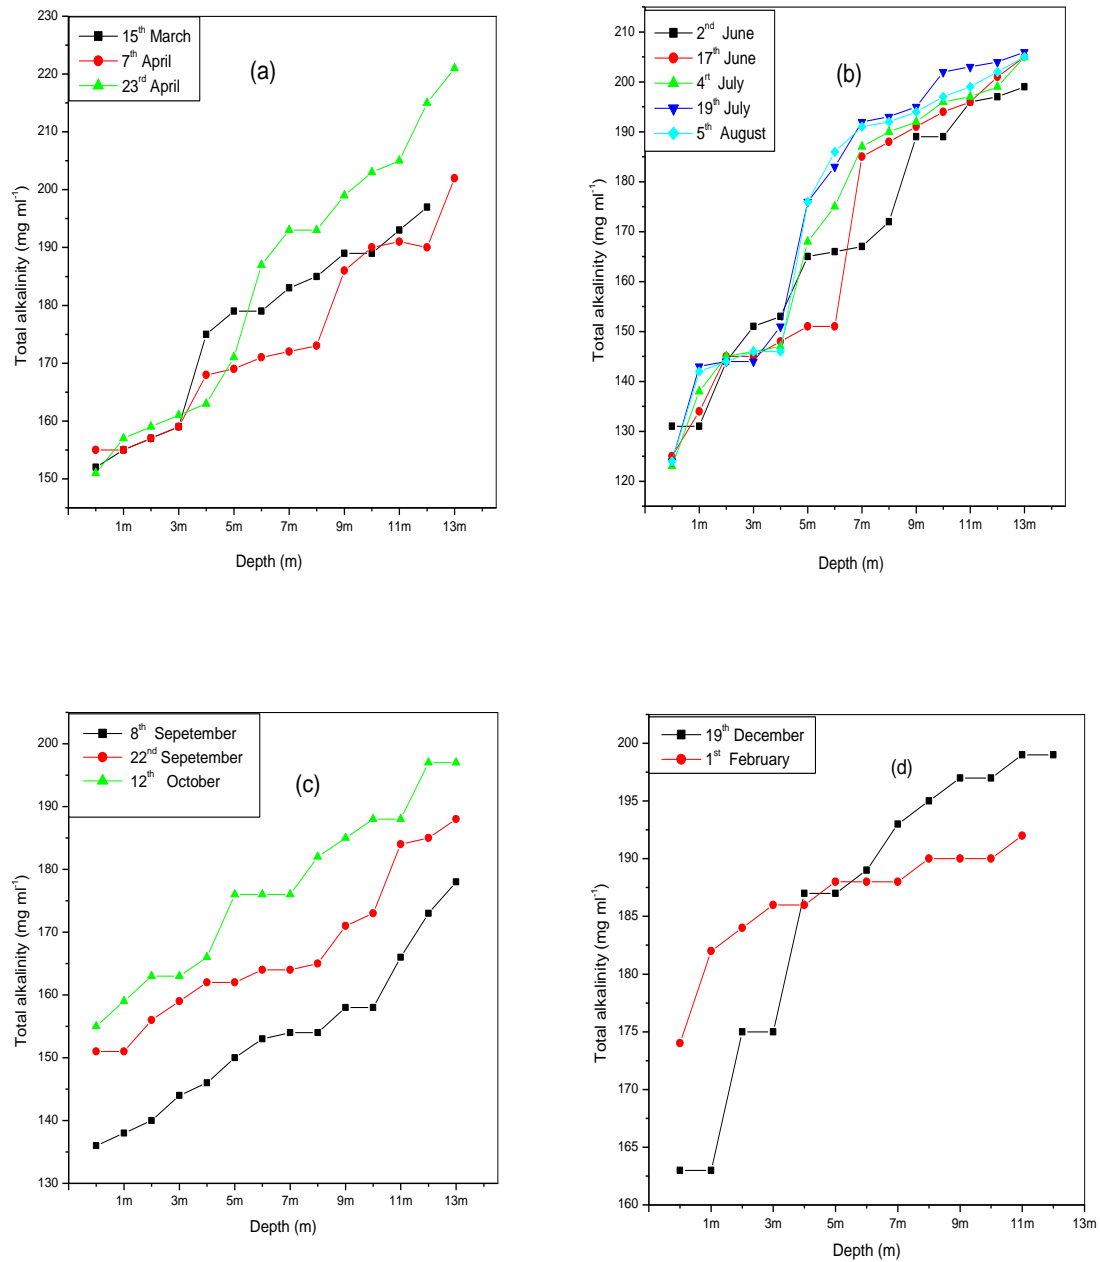 15th March
7th April
23rd April
(a)
230
220
210
200
190
180
170
160
150
Total alkalinity (mg ml-1)
1m 3m 5m 7m 9m 11m 13m
Depth (m)
2nd June
17th June
4rt July
19th July
5th August
(b)
210
200
190
180
170
160
150
140
130
120
Total alkalinity (mg ml-1)
1m 3m 5m 7m 9m 11m 13m
Depth (m)
8th Sepetember
22nd Sepetember
12th October
(c)
200
190
180
170
160
150
140
130
Total alkalinity (mg ml-1)
1m 3m 5m 7m 9m 11m 13m
Depth (m)
19th December
1st February
(d)
200
195
190
185
180
175
170
165
160
Total alkalinity (mg ml-1)
1m 3m 5m 7m 9m 11m 13m
Depth (m)